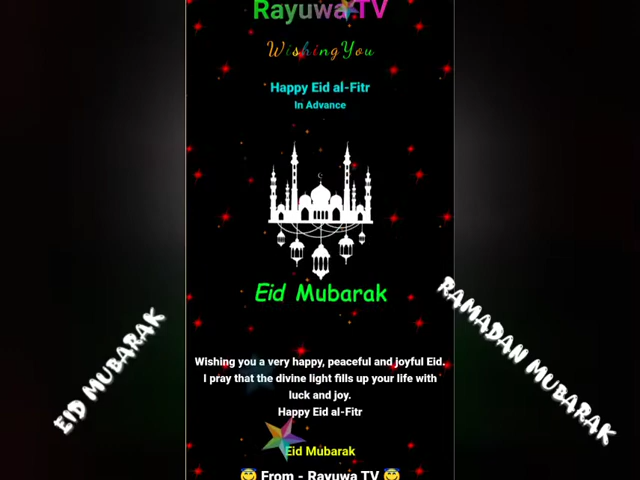 Rayuwa TV
Wishing You
Happy Eid al-Fitr
In Advance
Eid Mubarak
Wishing you a very happy, peaceful and joyful Eid.
I pray that the divine light fills up your life with
luck and joy.
Happy Eid al-Fitr
Eid Mubarak
😇 From - Rayuwa TV 😇
EID MUBARAK
RAMADAN MUBARAK